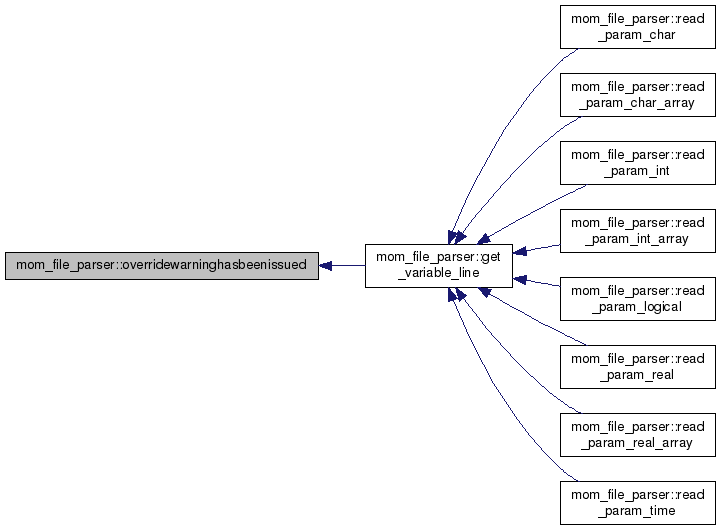 mom_file_parser::overridewarninghasbeenissued
mom_file_parser::get
_variable_line
mom_file_parser::read
_param_char
mom_file_parser::read
_param_char_array
mom_file_parser::read
_param_int
mom_file_parser::read
_param_int_array
mom_file_parser::read
_param_logical
mom_file_parser::read
_param_real
mom_file_parser::read
_param_real_array
mom_file_parser::read
_param_time